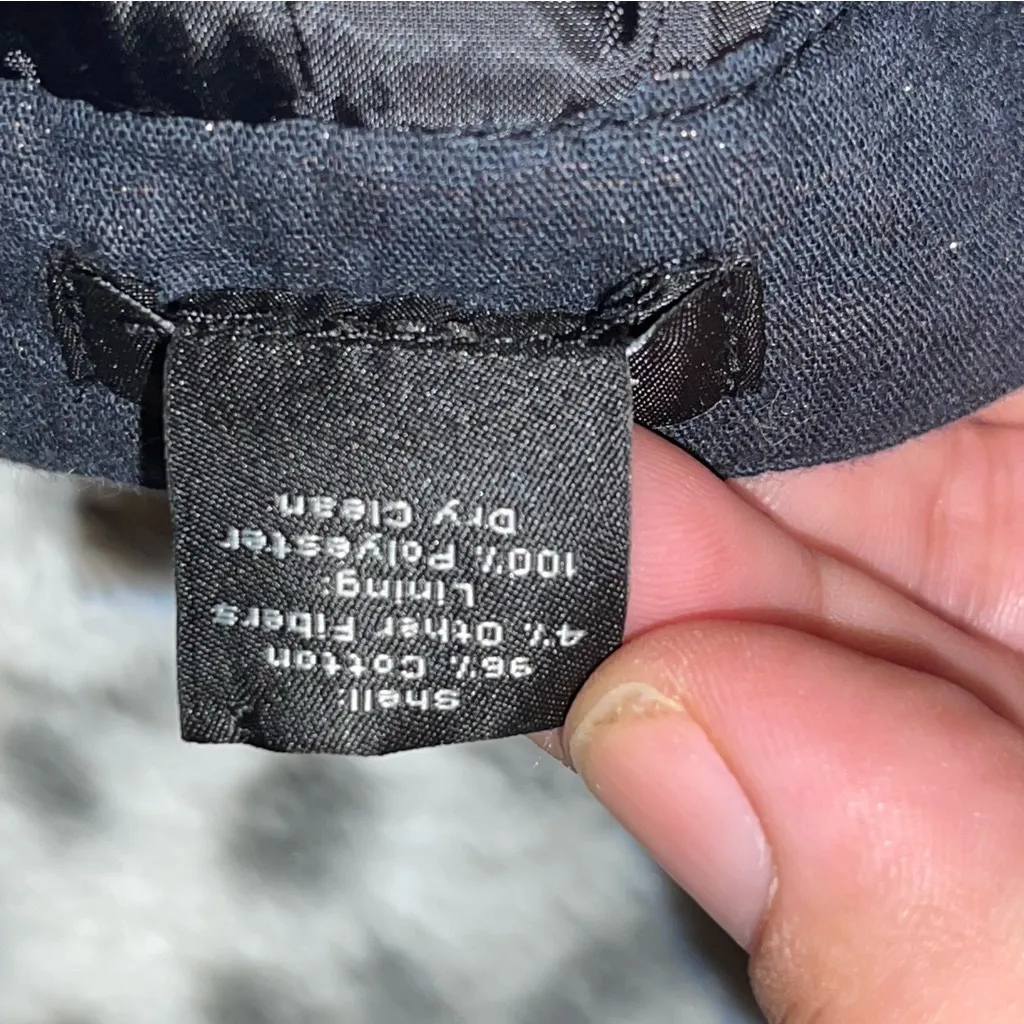 Shell:
96% Cotton
4% Other Fibers
Lining:
100% Polyester
Dry Clean